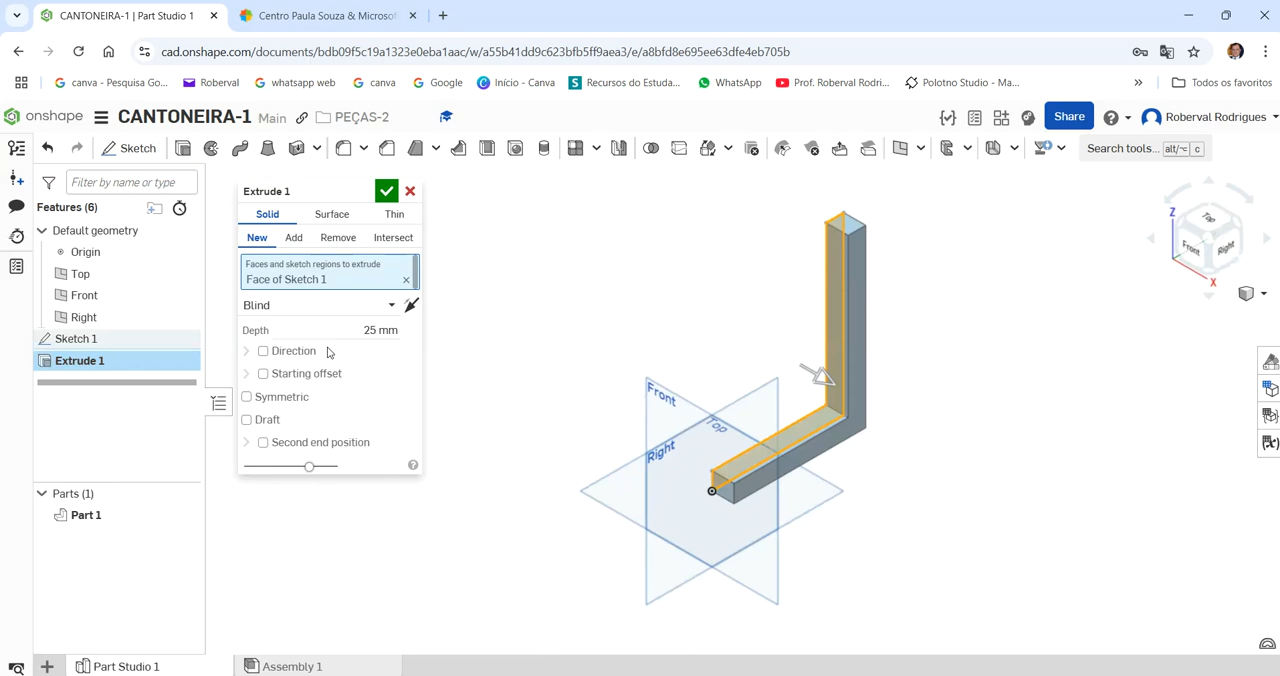 CANTONEIRA-1 | Part Studio 1
Centro Paula Souza & Microsof
cad.onshape.com/documents/bdb09f5c19a1323e0eba1aac/w/a55b41dd9c623bfb5ff9aea3/e/a8bfd8e695ee63dfe4eb705b
canva - Pesquisa Go...
Roberval
whatsapp web
canva
Google
Início - Canva
Recursos do Estuda...
WhatsApp
Prof. Roberval Rodri...
Polotno Studio - Ma...
Todos os favoritos
onshape
CANTONEIRA-1
Main
PEÇAS-2
Share
Roberval Rodrigues
Sketch
Search tools...
alt/⌥
c
Filter by name or type
Features (6)
Default geometry
Origin
Top
Front
Right
Sketch 1
Extrude 1
Parts (1)
Part 1
Extrude 1
Solid
Surface
Thin
New
Add
Remove
Intersect
Faces and sketch regions to extrude
Face of Sketch 1
Blind
Depth
25 mm
Direction
Starting offset
Symmetric
Draft
Second end position
Front
Top
Right
Z
Top
Front
Right
X
Part Studio 1
Assembly 1